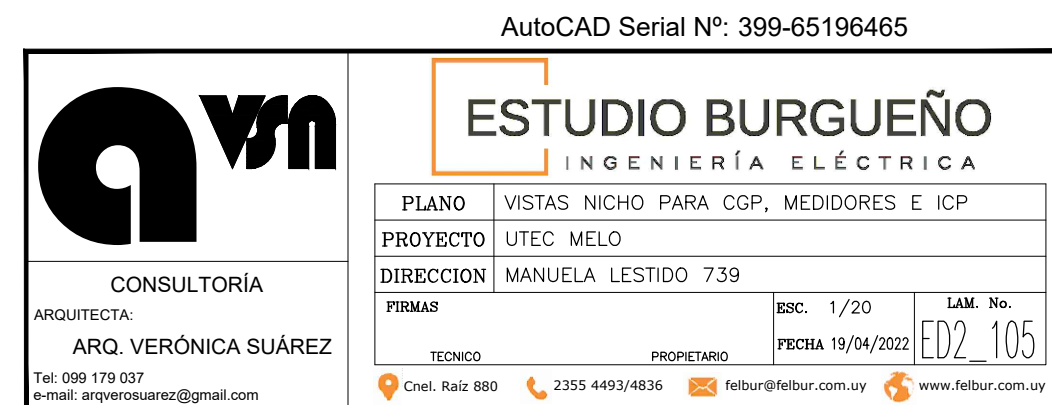 AutoCAD Serial Nº: 399-65196465
a vsn
CONSULTORÍA
ARQUITECTA:
ARQ. VERÓNICA SUÁREZ
Tel: 099 179 037
e-mail: arqverosuarez@gmail.com
ESTUDIO BURGUEÑO
INGENIERÍA ELÉCTRICA
PLANO VISTAS NICHO PARA CGP, MEDIDORES E ICP
PROYECTO UTEC MELO
DIRECCION MANUELA LESTIDO 739
FIRMAS
TECNICO PROPIETARIO
ESC. 1/20
FECHA 19/04/2022
LAM. No.
ED2_105
Cnel. Raíz 880 2355 4493/4836 felbur@felbur.com.uy www.felbur.com.uy